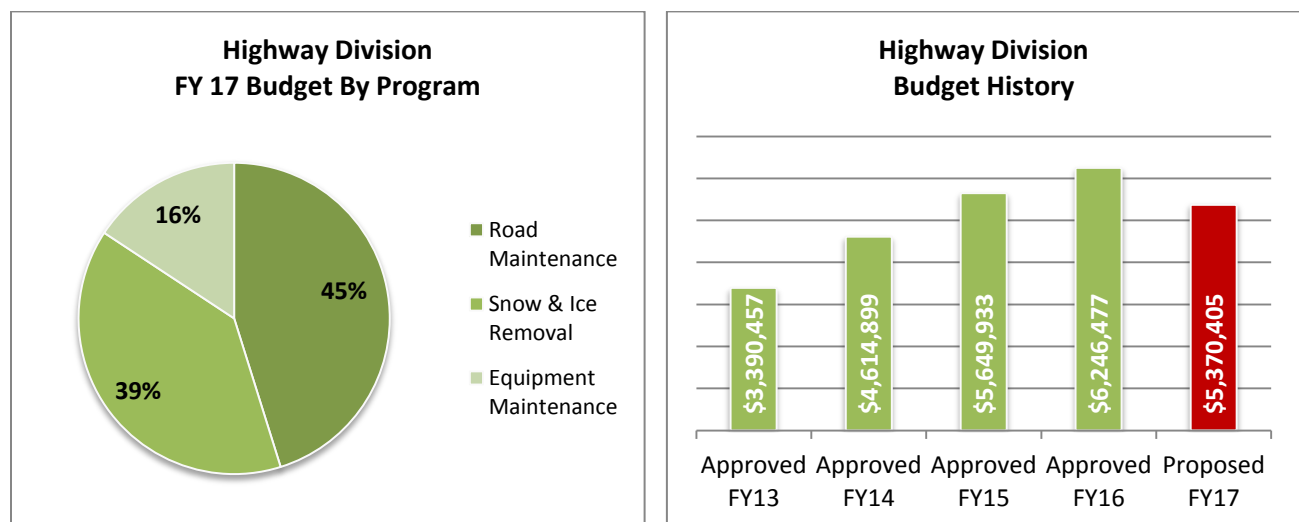 Highway Division
FY 17 Budget By Program
16%
45%
39%
Road
Maintenance
Snow & Ice
Removal
Equipment
Maintenance
Highway Division
Budget History
$3,390,457
$4,614,899
$5,649,933
$6,246,477
$5,370,405
Approved
FY13
Approved
FY14
Approved
FY15
Approved
FY16
Proposed
FY17